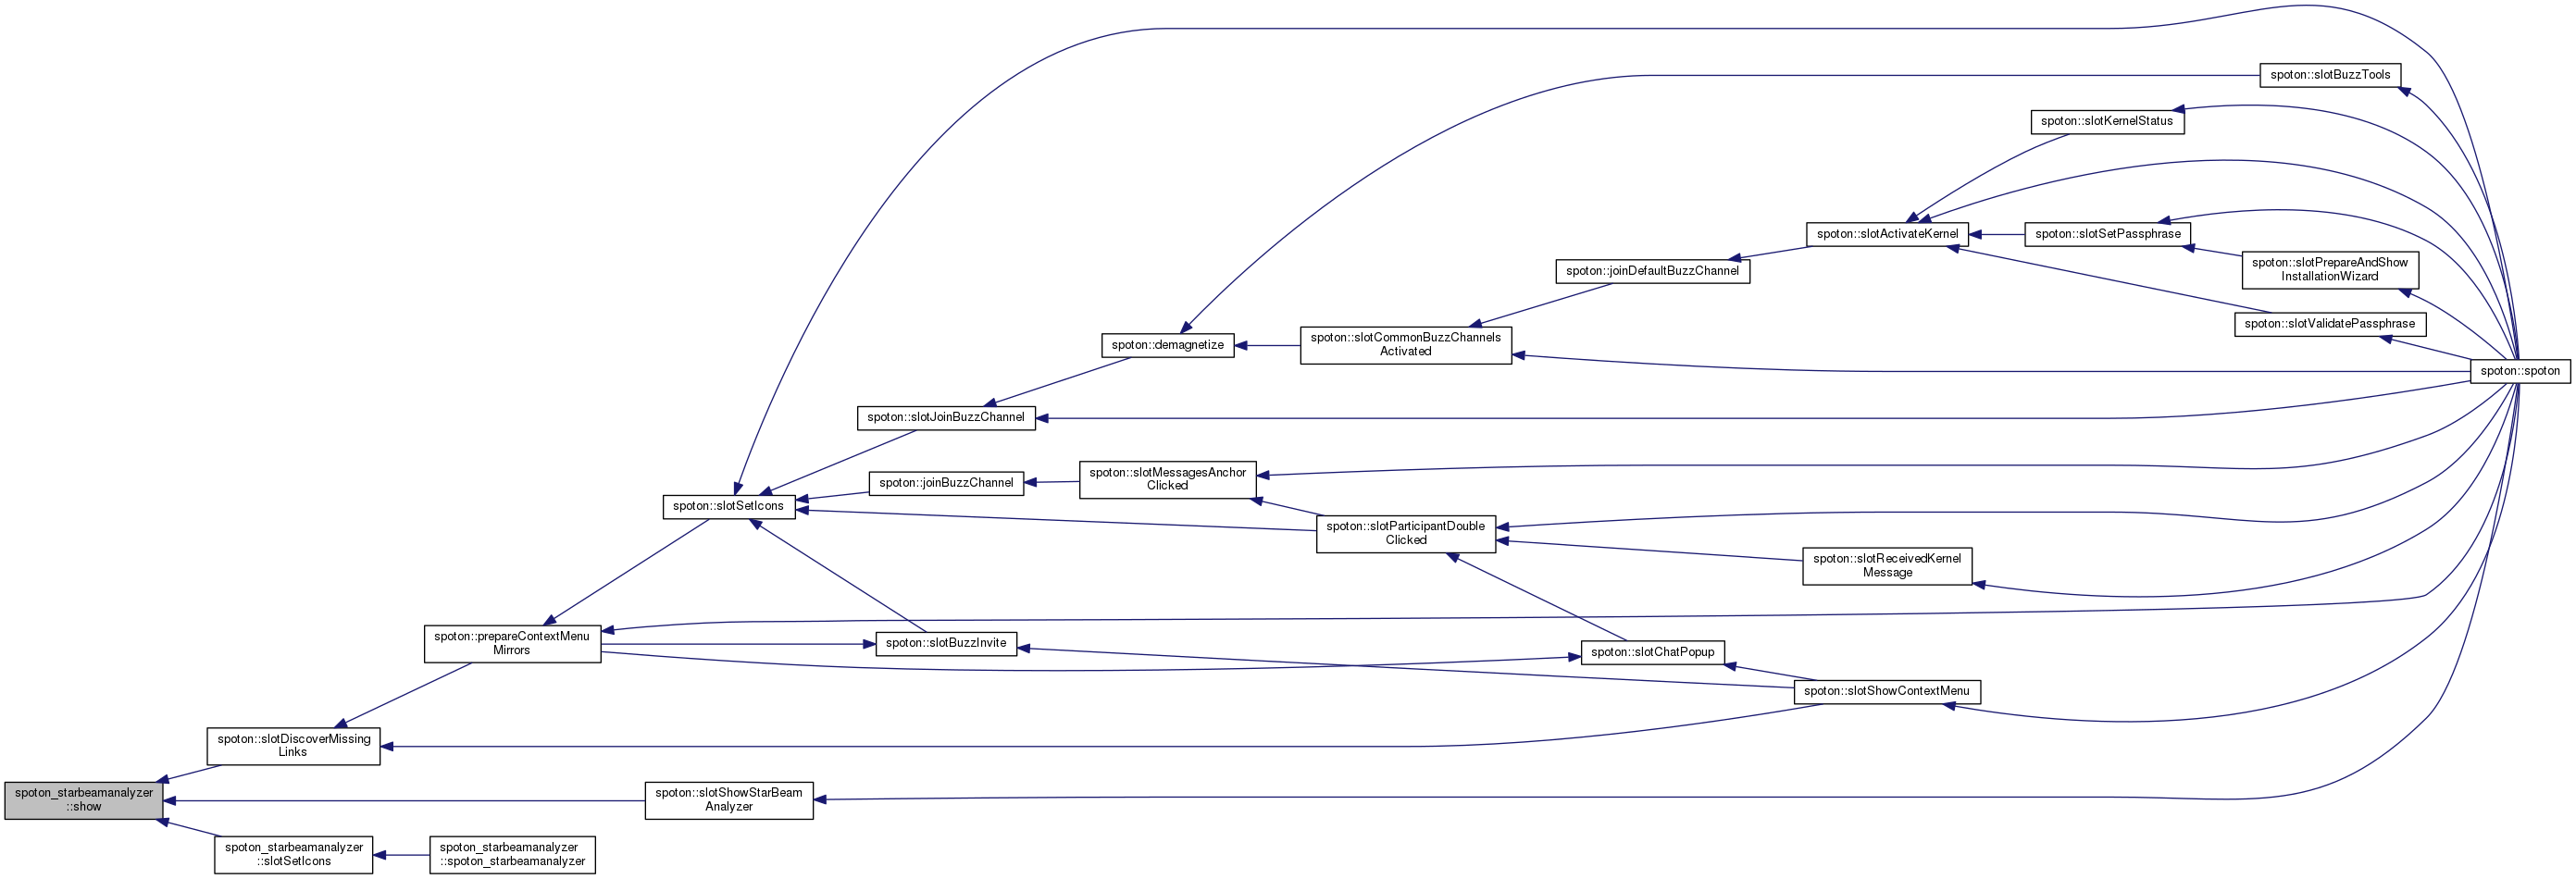 spoton::slotBuzzTools
spoton::slotKernelStatus
spoton::slotActivateKernel
spoton::slotSetPassphrase
spoton::slotPrepareAndShow
InstallationWizard
spoton::joinDefaultBuzzChannel
spoton::slotValidatePassphrase
spoton::demagnetize
spoton::slotCommonBuzzChannels
Activated
spoton::spoton
spoton::slotJoinBuzzChannel
spoton::joinBuzzChannel
spoton::slotMessagesAnchor
Clicked
spoton::slotSetIcons
spoton::slotParticipantDouble
Clicked
spoton::slotReceivedKernel
Message
spoton::prepareContextMenu
Mirrors
spoton::slotBuzzInvite
spoton::slotChatPopup
spoton::slotShowContextMenu
spoton::slotDiscoverMissing
Links
spoton_starbeamanalyzer
::show
spoton::slotShowStarBeam
Analyzer
spoton_starbeamanalyzer
::slotSetIcons
spoton_starbeamanalyzer
::spoton_starbeamanalyzer